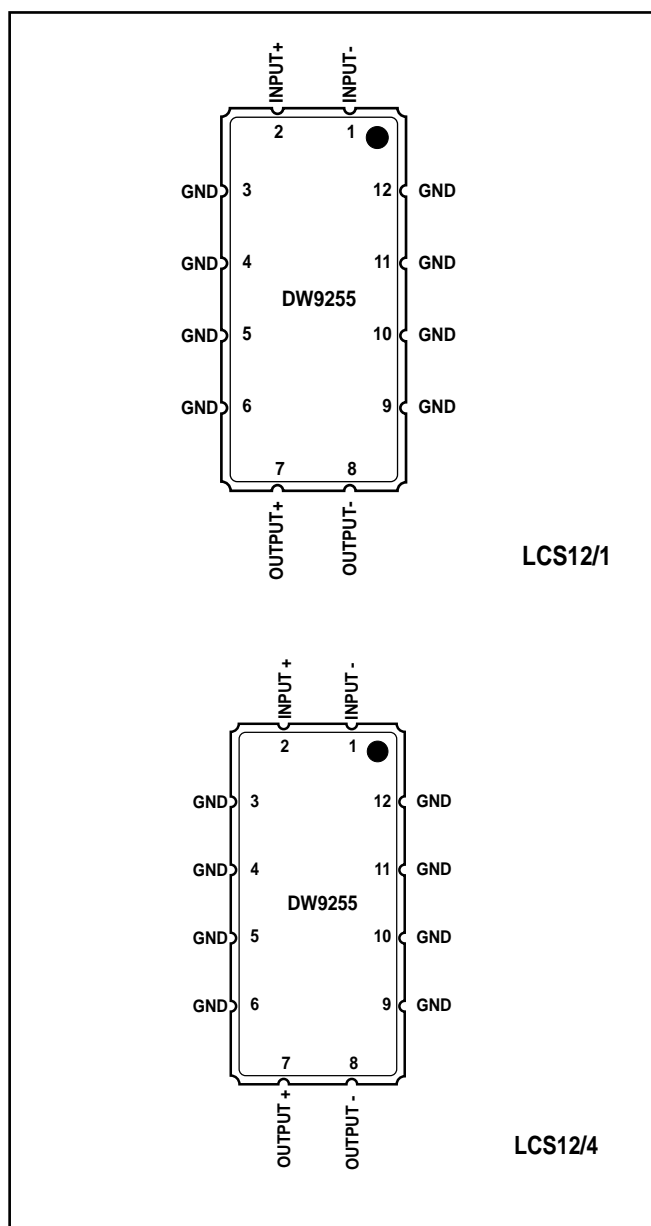 INPUT+ INPUT-
2 1
GND 3 12 GND
GND 4 11 GND
DW9255
GND 5 10 GND
GND 6 9 GND
7 8
OUTPUT+ OUTPUT-
LCS12/1
INPUT + INPUT -
2 1
GND 3 12 GND
GND 4 11 GND
DW9255
GND 5 10 GND
GND 6 9 GND
7 8
OUTPUT + OUTPUT -
LCS12/4